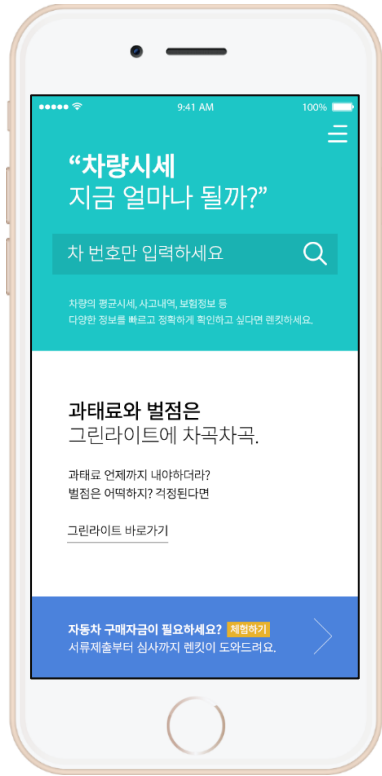 9:41 AM
100%
“차량시세
지금 얼마나 될까?”
차 번호만 입력하세요
차량의 평균시세, 사고내역, 보험정보 등
다양한 정보를 빠르고 정확하게 확인하고 싶다면 렌킷하세요.
과태료와 벌점은
그린라이트에 차곡차곡.
과태료 언제까지 내야하더라?
벌점은 어떡하지? 걱정된다면
그린라이트 바로가기
자동차 구매자금이 필요하세요? 체험하기
서류제출부터 심사까지 렌킷이 도와드려요.